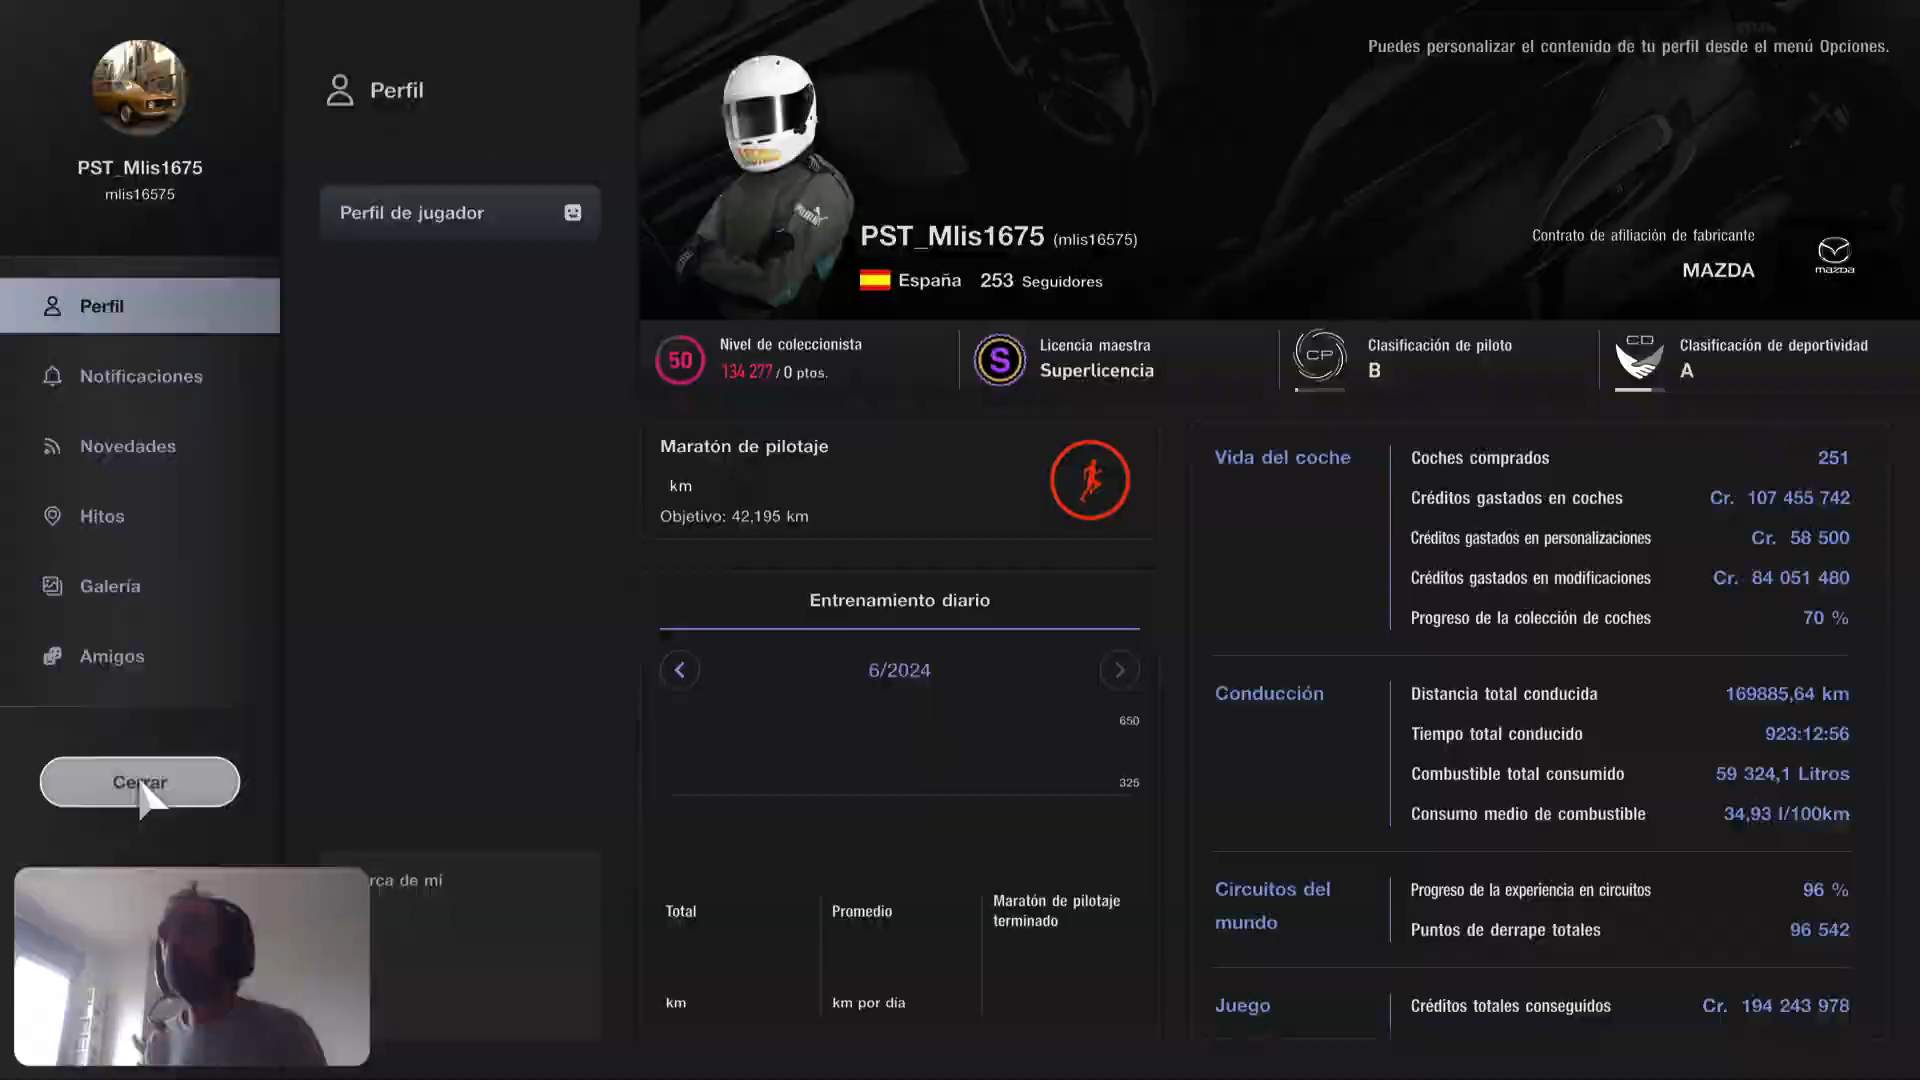 PST_Mlis1675
mlis16575
Perfil
Notificaciones
Novedades
Hitos
Galería
Amigos
Cerrar
Perfil
Perfil de jugador
rca de mí
Puedes personalizar el contenido de tu perfil desde el menú Opciones.
PST_Mlis1675 (mlis16575)
España 253 Seguidores
Contrato de afiliación de fabricante
MAZDA
mazda
50
Nivel de coleccionista
134 277 / 0 ptos.
S
Licencia maestra
Superlicencia
CP
Clasificación de piloto
B
CD
Clasificación de deportividad
A
Maratón de pilotaje
km
Objetivo: 42,195 km
Entrenamiento diario
6/2024
650
325
Total
km
Promedio
km por día
Maratón de pilotaje
terminado
Vida del coche
Coches comprados 251
Créditos gastados en coches Cr. 107 455 742
Créditos gastados en personalizaciones Cr. 58 500
Créditos gastados en modificaciones Cr. 84 051 480
Progreso de la colección de coches 70 %
Conducción
Distancia total conducida 169885,64 km
Tiempo total conducido 923:12:56
Combustible total consumido 59 324,1 Litros
Consumo medio de combustible 34,93 l/100km
Circuitos del
mundo
Progreso de la experiencia en circuitos 96 %
Puntos de derrape totales 96 542
Juego
Créditos totales conseguidos Cr. 194 243 978